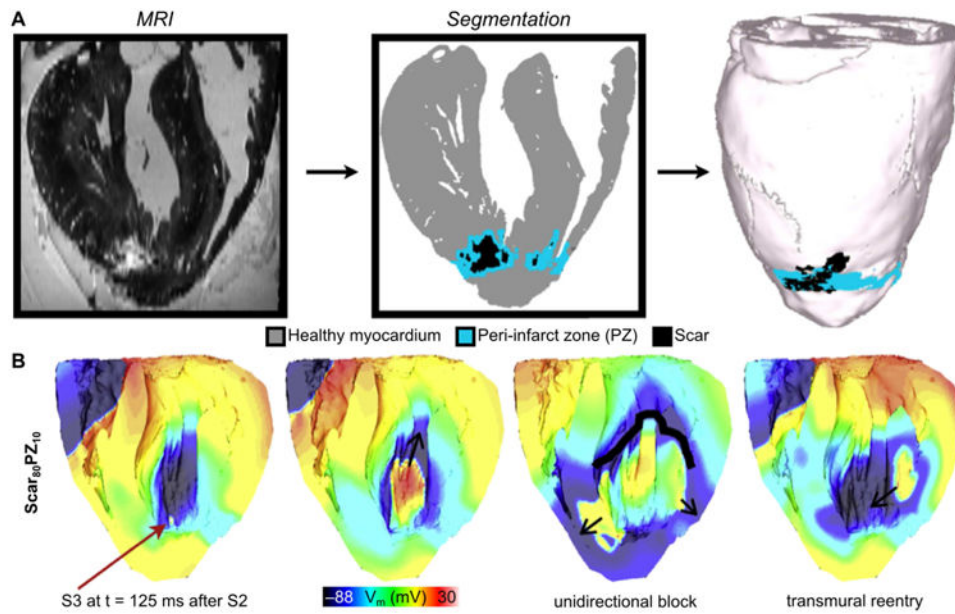 A
MRI
Segmentation
Healthy myocardium
Peri-infarct zone (PZ)
Scar
B
Scar₈₀PZ₁₀
S3 at t = 125 ms after S2
–88 Vₘ (mV) 30
unidirectional block
transmural reentry